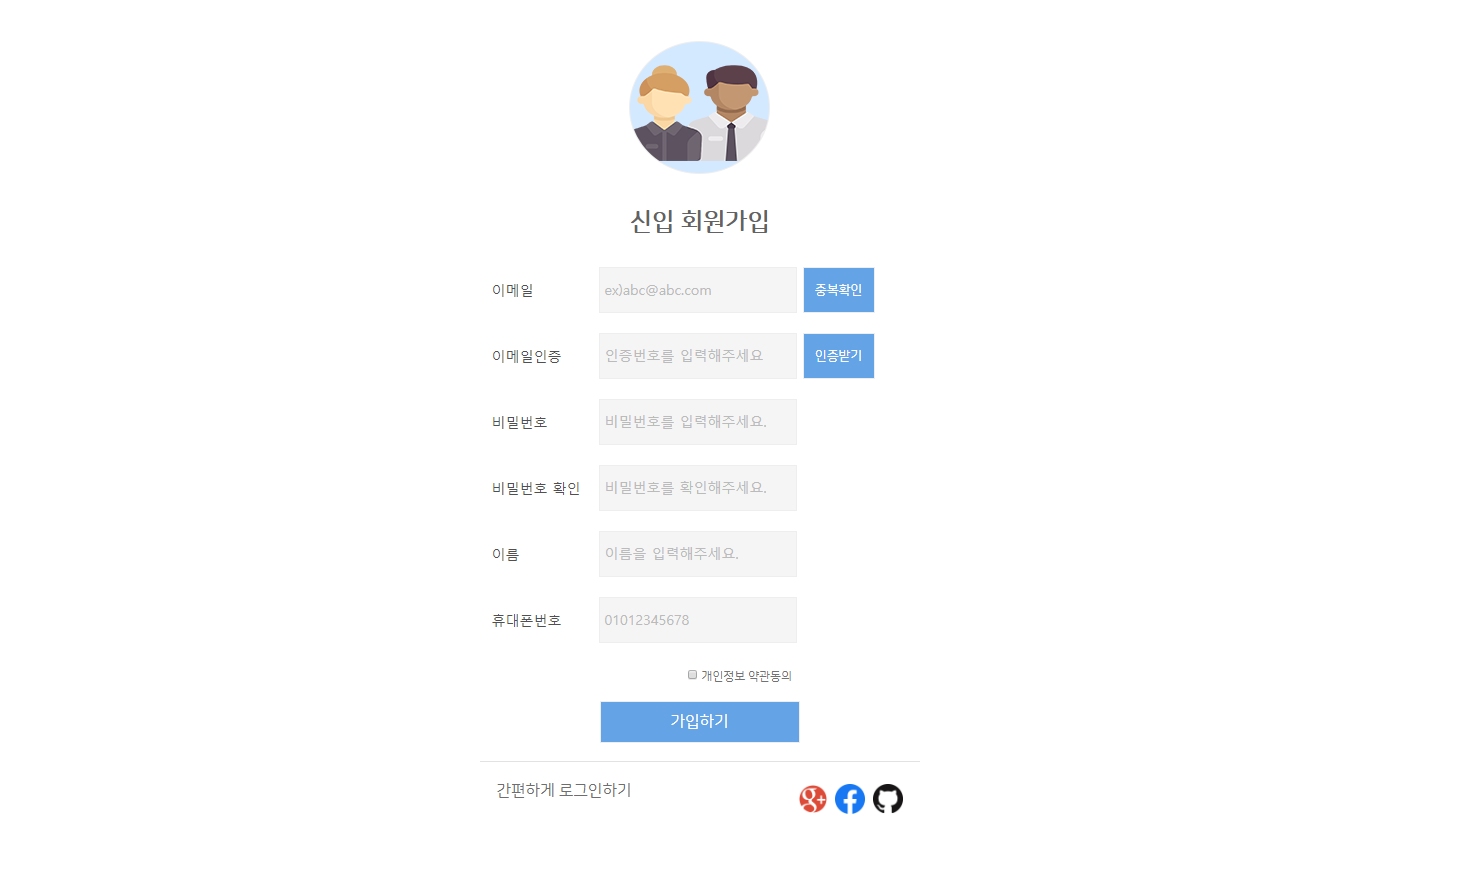 신입 회원가입
이메일 ex)abc@abc.com 중복확인
이메일인증 인증번호를 입력해주세요 인증받기
비밀번호 비밀번호를 입력해주세요.
비밀번호 확인 비밀번호를 확인해주세요.
이름 이름을 입력해주세요.
휴대폰번호 01012345678
개인정보 약관동의
가입하기
간편하게 로그인하기